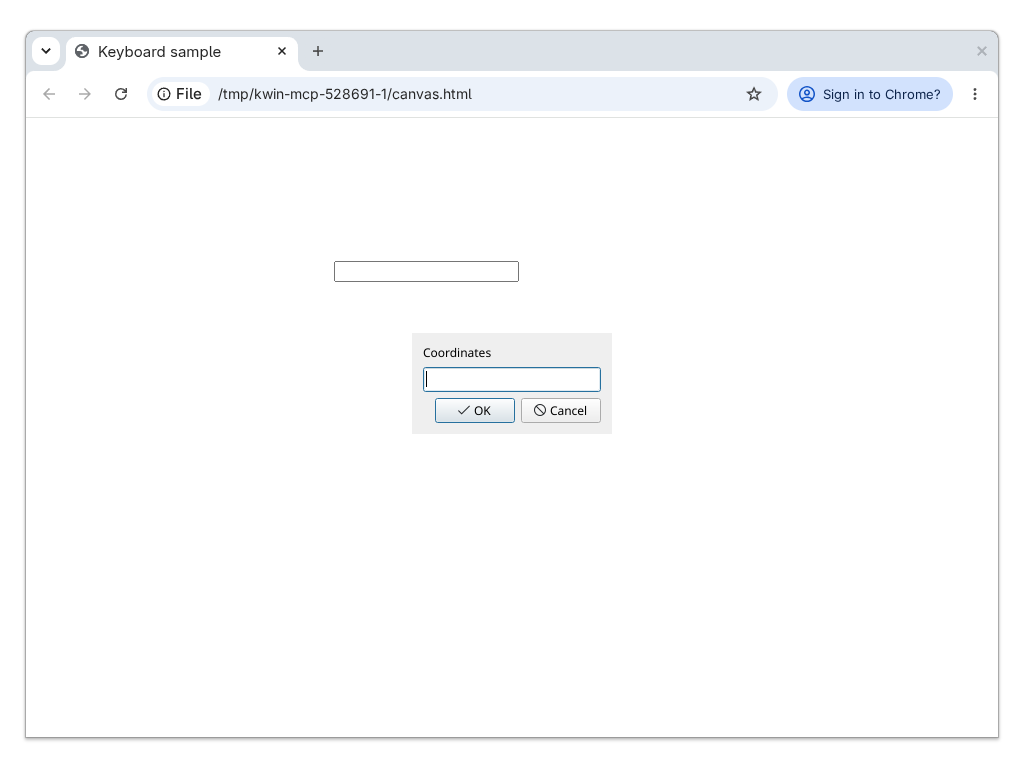 Keyboard sample
File
/tmp/kwin-mcp-528691-1/canvas.html
Sign in to Chrome?
Coordinates
OK
Cancel